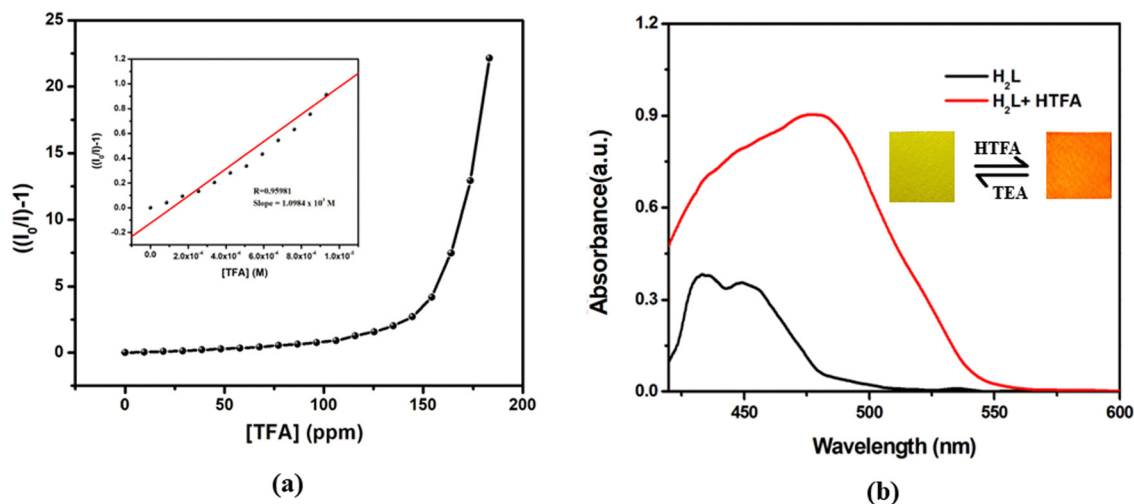 25
20
15
10
5
0
((I₀/I)-1)
1.2
1.0
0.8
0.6
0.4
0.2
0.0
-0.2
((I₀/I)-1)
R=0.95981
Slope = 1.0984 x 10³ M
0.0 2.0x10⁻⁴ 4.0x10⁻⁴ 6.0x10⁻⁴ 8.0x10⁻⁴ 1.0x10⁻³
[TFA] (M)
0 50 100 150 200
[TFA] (ppm)
(a)
1.2
0.9
0.6
0.3
0.0
Absorbance(a.u.)
H₂L
H₂L+ HTFA
HTFA
TEA
450 500 550 600
Wavelength (nm)
(b)